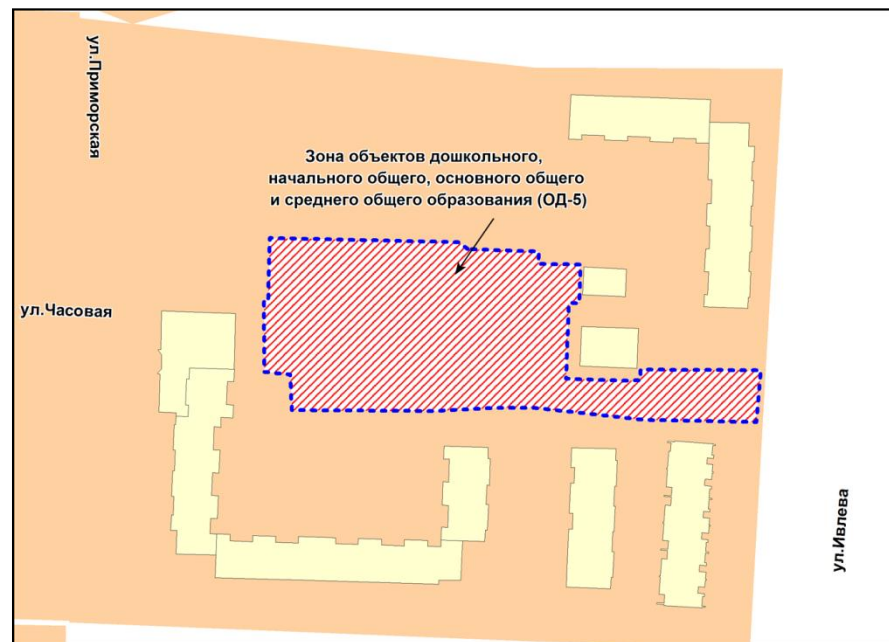 ул.Приморская
Зона объектов дошкольного,
начального общего, основного общего
и среднего общего образования (ОД-5)
ул.Часовая
ул.Ивлева